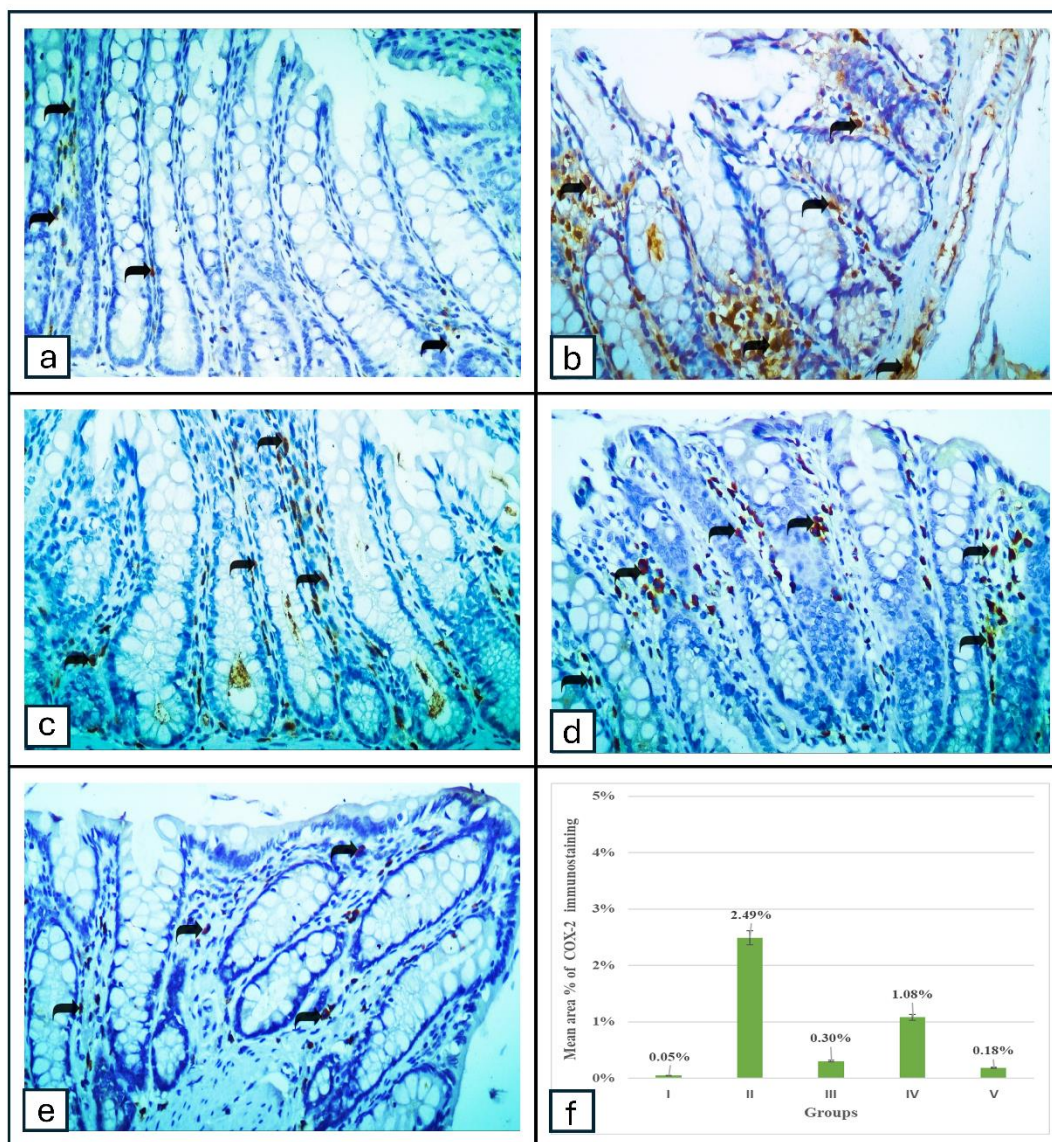 a
b
c
d
e
5%
4%
3%
2%
1%
0%
Mean area % of COX-2 immunostaining
0.05%
2.49%
0.30%
1.08%
0.18%
I
II
III
IV
V
Groups
f